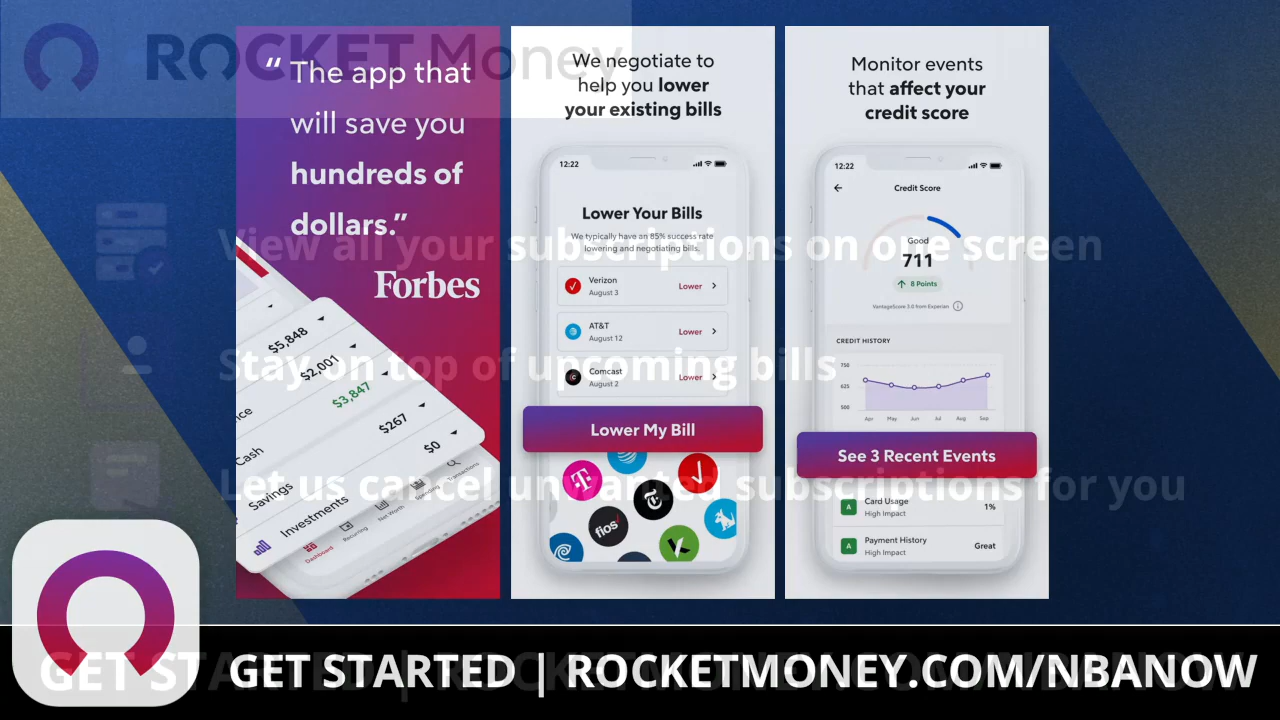 ROCKET Money
“ The app that
will save you
hundreds of
dollars.”
Forbes
$5,848
$2,001
$3,847
Cash
$267
Savings
$0
Investments
Dashboard
Recurring
Net Worth
Spending
Transactions
We negotiate to
help you lower
your existing bills
12:22
Lower Your Bills
We typically have an 85% success rate
lowering and negotiating bills.
Verizon
August 3
Lower
AT&T
August 12
Lower
Comcast
August 2
Lower
Lower My Bill
fios
Monitor events
that affect your
credit score
12:22
Credit Score
Good
711
8 Points
VantageScore 3.0 from Experian
CREDIT HISTORY
750
625
500
Apr May Jun Jul Aug Sep
See 3 Recent Events
A
Card Usage
High Impact
1%
A
Payment History
High Impact
Great
View all your subscriptions on one screen
Stay on top of upcoming bills
Let us cancel unwanted subscriptions for you
GET STARTED | ROCKETMONEY.COM/NBANOW